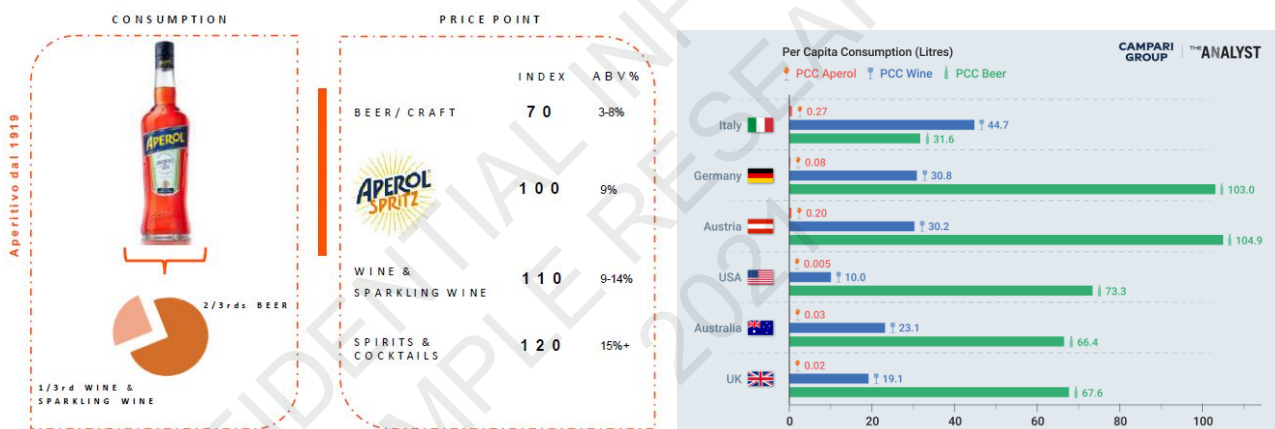 CONSUMPTION
Aperitivo dal 1919
APEROL
2/3rds BEER
1/3rd WINE &
SPARKLING WINE
PRICE POINT
INDEX ABV%
BEER/ CRAFT 70 3-8%
APEROL
SPRITZ
100 9%
WINE &
SPARKLING WINE
110 9-14%
SPIRITS &
COCKTAILS
120 15%+
Per Capita Consumption (Litres)
CAMPARI
GROUP
THE ANALYST
PCC Aperol PCC Wine PCC Beer
Italy
0.27
44.7
31.6
Germany
0.08
30.8
103.0
Austria
0.20
30.2
104.9
USA
0.005
10.0
73.3
Australia
0.03
23.1
66.4
UK
0.02
19.1
67.6
0 20 40 60 80 100
2021